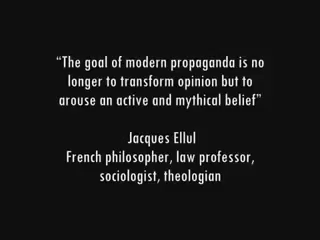 “The goal of modern propaganda is no
longer to transform opinion but to
arouse an active and mythical belief”
Jacques Ellul
French philosopher, law professor,
sociologist, theologian